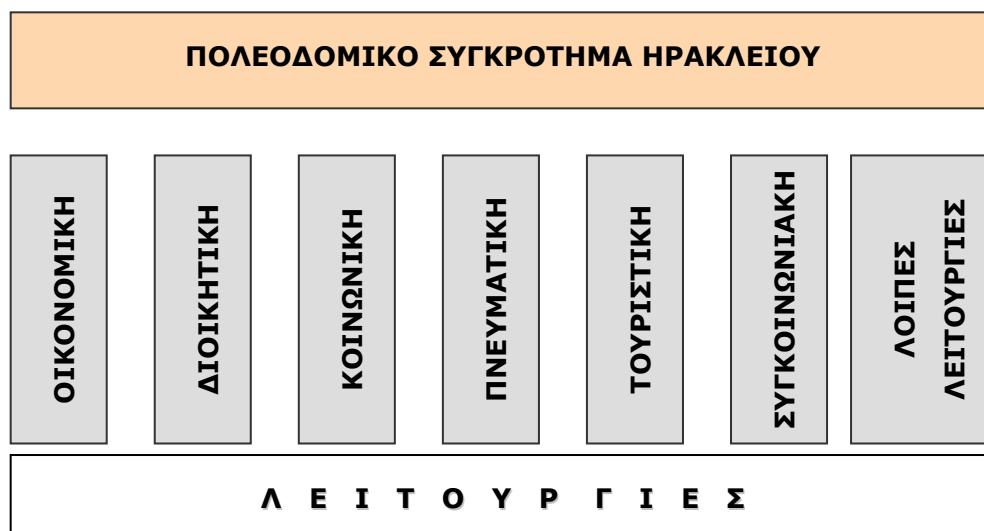 ΠΟΛΕΟΔΟΜΙΚΟ ΣΥΓΚΡΟΤΗΜΑ ΗΡΑΚΛΕΙΟΥ
ΟΙΚΟΝΟΜΙΚΗ
ΔΙΟΙΚΗΤΙΚΗ
ΚΟΙΝΩΝΙΚΗ
ΠΝΕΥΜΑΤΙΚΗ
ΤΟΥΡΙΣΤΙΚΗ
ΣΥΓΚΟΙΝΩΝΙΑΚΗ
ΛΟΙΠΕΣ
ΛΕΙΤΟΥΡΓΙΕΣ
Λ Ε Ι Τ Ο Υ Ρ Γ Ι Ε Σ